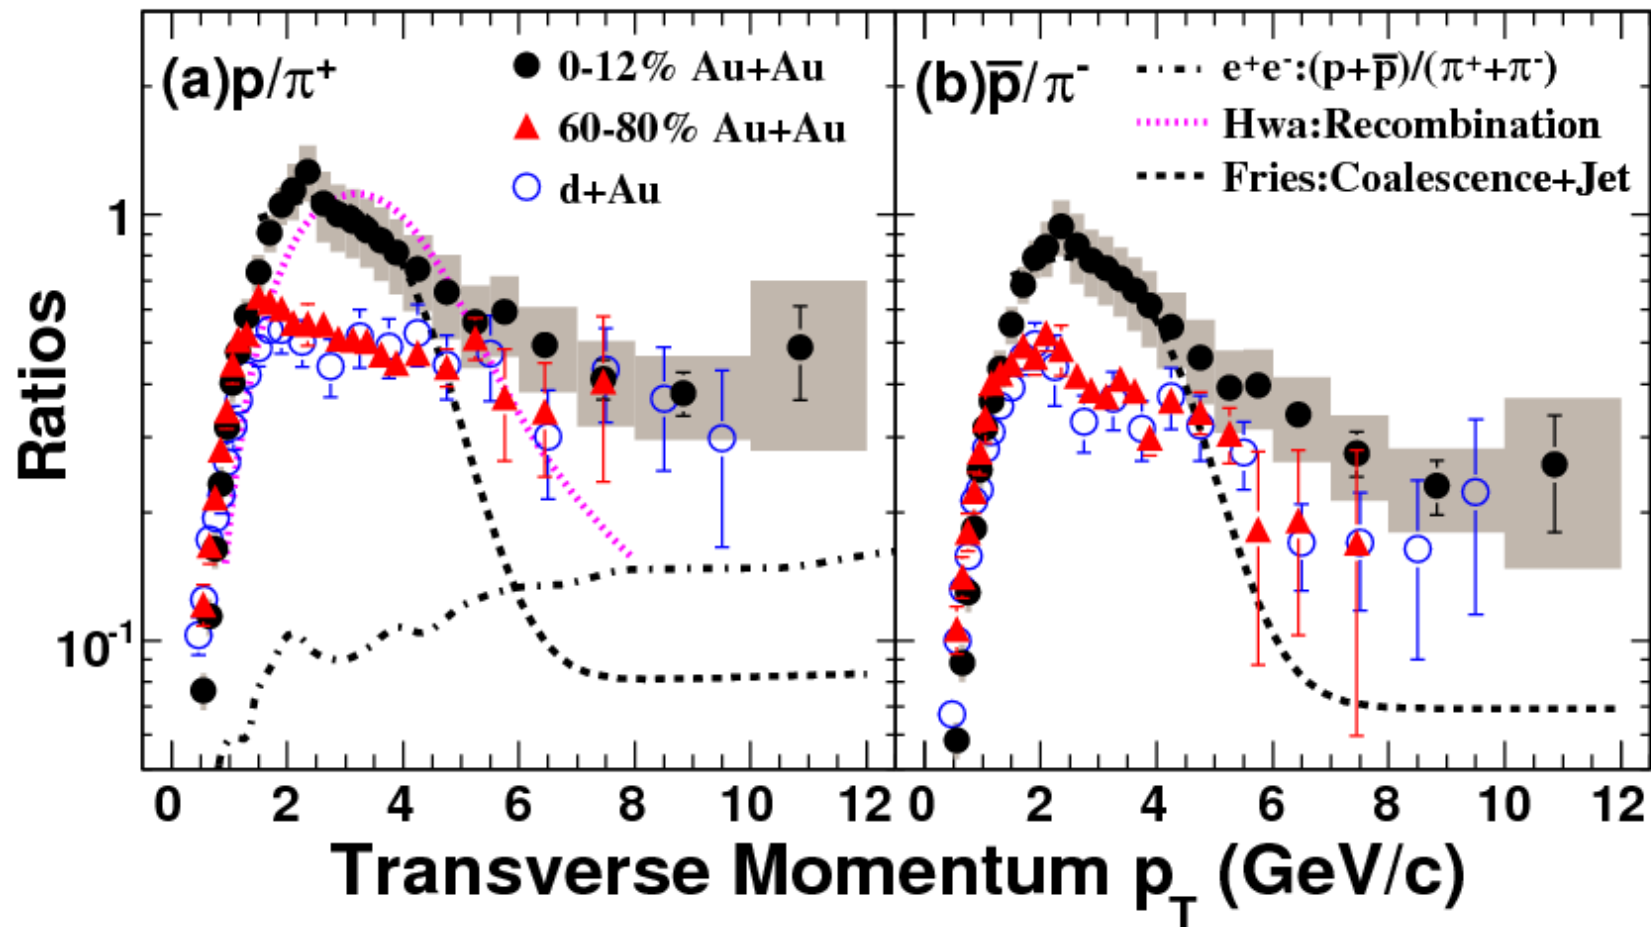 (a)p/π⁺
0-12% Au+Au
60-80% Au+Au
d+Au
(b)p̅/π⁻
e⁺e⁻:(p+p̅)/(π⁺+π⁻)
Hwa:Recombination
Fries:Coalescence+Jet
Ratios
1
10⁻¹
0 2 4 6 8 10 12
0 2 4 6 8 10 12
Transverse Momentum p_T (GeV/c)